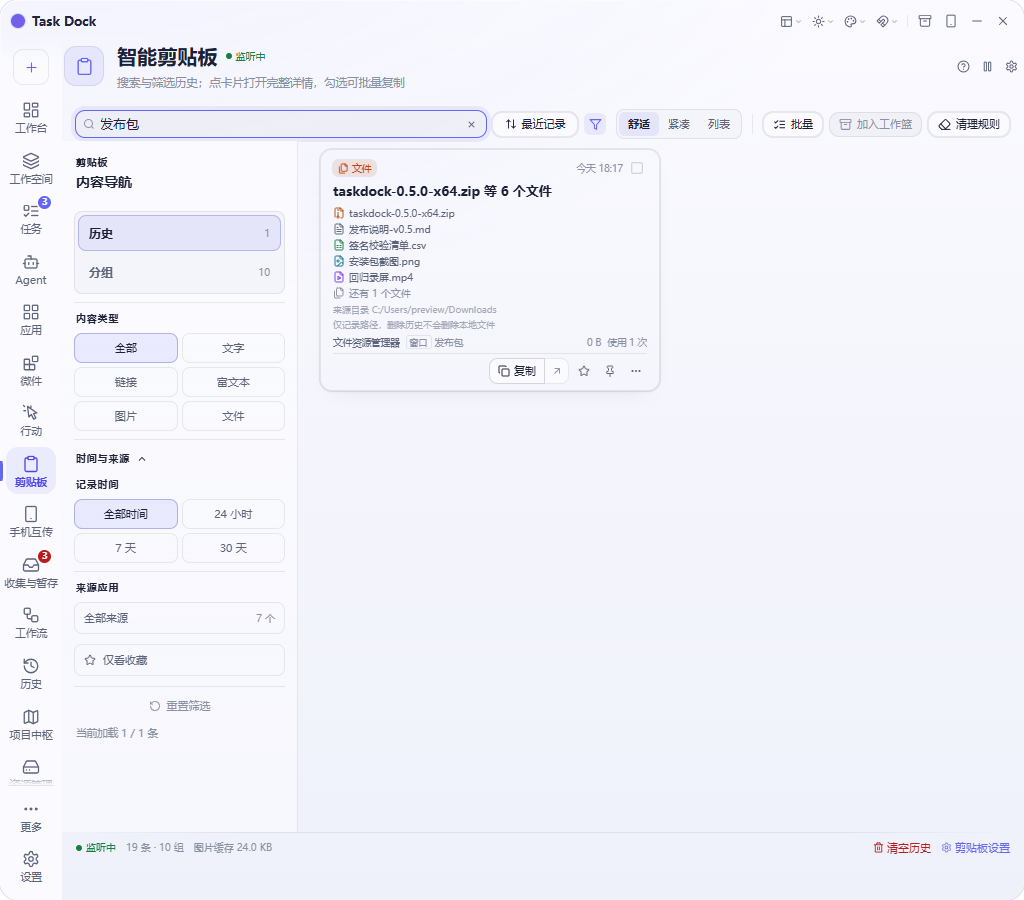 Task Dock
智能剪贴板
监听中
搜索与筛选历史；点卡片打开完整详情，勾选可批量复制
工作台
工作空间
3
任务
Agent
应用
微件
行动
剪贴板
手机互传
3
收集与暂存
工作流
历史
项目中枢
更多
设置
发布包
最近记录
舒适
紧凑
列表
批量
加入工作篮
清理规则
剪贴板
内容导航
历史 1
分组 10
内容类型
全部 文字
链接 富文本
图片 文件
时间与来源
记录时间
全部时间 24 小时
7 天 30 天
来源应用
全部来源 7 个
仅看收藏
重置筛选
当前加载 1 / 1 条
文件 今天 18:17
taskdock-0.5.0-x64.zip 等 6 个文件
taskdock-0.5.0-x64.zip
发布说明-v0.5.md
签名校验清单.csv
安装包截图.png
回归录屏.mp4
还有 1 个文件
来源目录 C:/Users/preview/Downloads
仅记录路径，删除历史不会删除本地文件
文件资源管理器 窗口 发布包 0 B 使用 1 次
复制
监听中 19 条 · 10 组 图片缓存 24.0 KB
清空历史 剪贴板设置